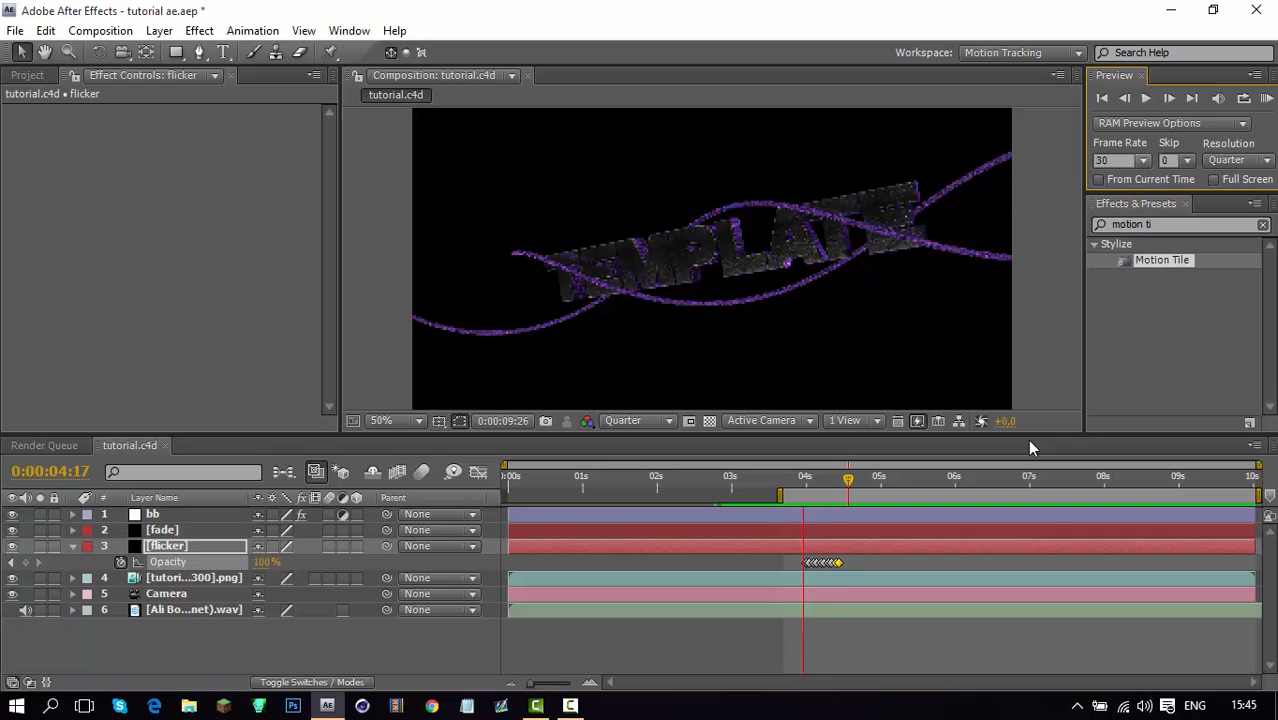 Adobe After Effects - tutorial ae.aep *
File Edit Composition Layer Effect Animation View Window Help
Workspace: Motion Tracking Search Help
Project Effect Controls: flicker Composition: tutorial.c4d Preview
tutorial.c4d • flicker tutorial.c4d
RAM Preview Options
Frame Rate Skip Resolution
30 0 Quarter
From Current Time Full Screen
Effects & Presets
motion ti
Stylize
Motion Tile
TEMPLATE
50% 0:00:09:26 Quarter Active Camera 1 View +0,0
Render Queue tutorial.c4d
0:00:04:17
0:00s 01s 02s 03s 04s 05s 06s 07s 08s 09s 10s
# Layer Name Parent
1 bb None
2 [fade] None
3 [flicker] None
Opacity 100%
4 [tutori...300].png] None
5 Camera None
6 [Ali Bo...net).wav] None
Toggle Switches / Modes
ENG 15:45